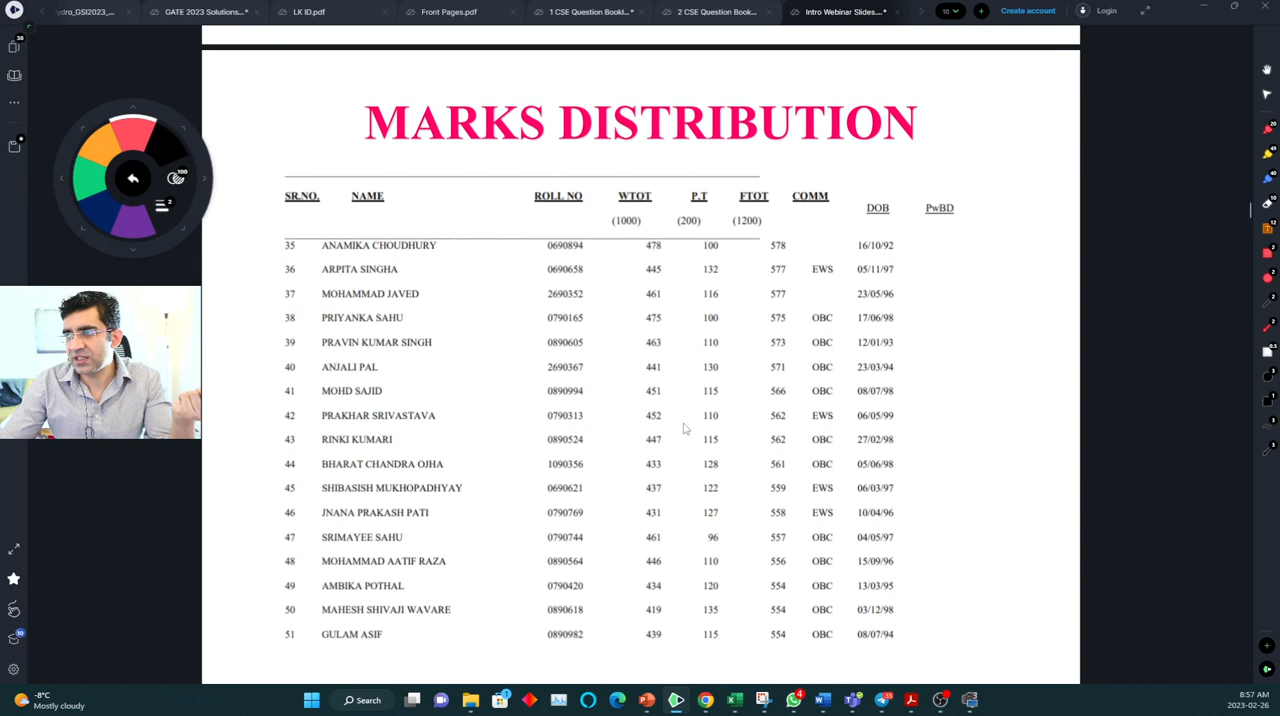 ydro_GSI2023_
GATE 2023 Solutions...*
LK ID.pdf
Front Pages.pdf
1 CSE Question Bookl...*
2 CSE Question Book...
Intro Webinar Slides....*
10
Create account
Login
38
MARKS DISTRIBUTION
100
2
SR.NO. NAME ROLL NO WTOT P.T FTOT COMM DOB PwBD
(1000) (200) (1200)
35 ANAMIKA CHOUDHURY 0690894 478 100 578 16/10/92
36 ARPITA SINGHA 0690658 445 132 577 EWS 05/11/97
37 MOHAMMAD JAVED 2690352 461 116 577 23/05/96
38 PRIYANKA SAHU 0790165 475 100 575 OBC 17/06/98
39 PRAVIN KUMAR SINGH 0890605 463 110 573 OBC 12/01/93
40 ANJALI PAL 2690367 441 130 571 OBC 23/03/94
41 MOHD SAJID 0890994 451 115 566 OBC 08/07/98
42 PRAKHAR SRIVASTAVA 0790313 452 110 562 EWS 06/05/99
43 RINKI KUMARI 0890524 447 115 562 OBC 27/02/98
44 BHARAT CHANDRA OJHA 1090356 433 128 561 OBC 05/06/98
45 SHIBASISH MUKHOPADHYAY 0690621 437 122 559 EWS 06/03/97
46 JNANA PRAKASH PATI 0790769 431 127 558 EWS 10/04/96
47 SRIMAYEE SAHU 0790744 461 96 557 OBC 04/05/97
48 MOHAMMAD AATIF RAZA 0890564 446 110 556 OBC 15/09/96
49 AMBIKA POTHAL 0790420 434 120 554 OBC 13/03/95
50 MAHESH SHIVAJI WAVARE 0890618 419 135 554 OBC 03/12/98
51 GULAM ASIF 0890982 439 115 554 OBC 08/07/94
-8°C
Mostly cloudy
Search
8:57 AM
2023-02-26